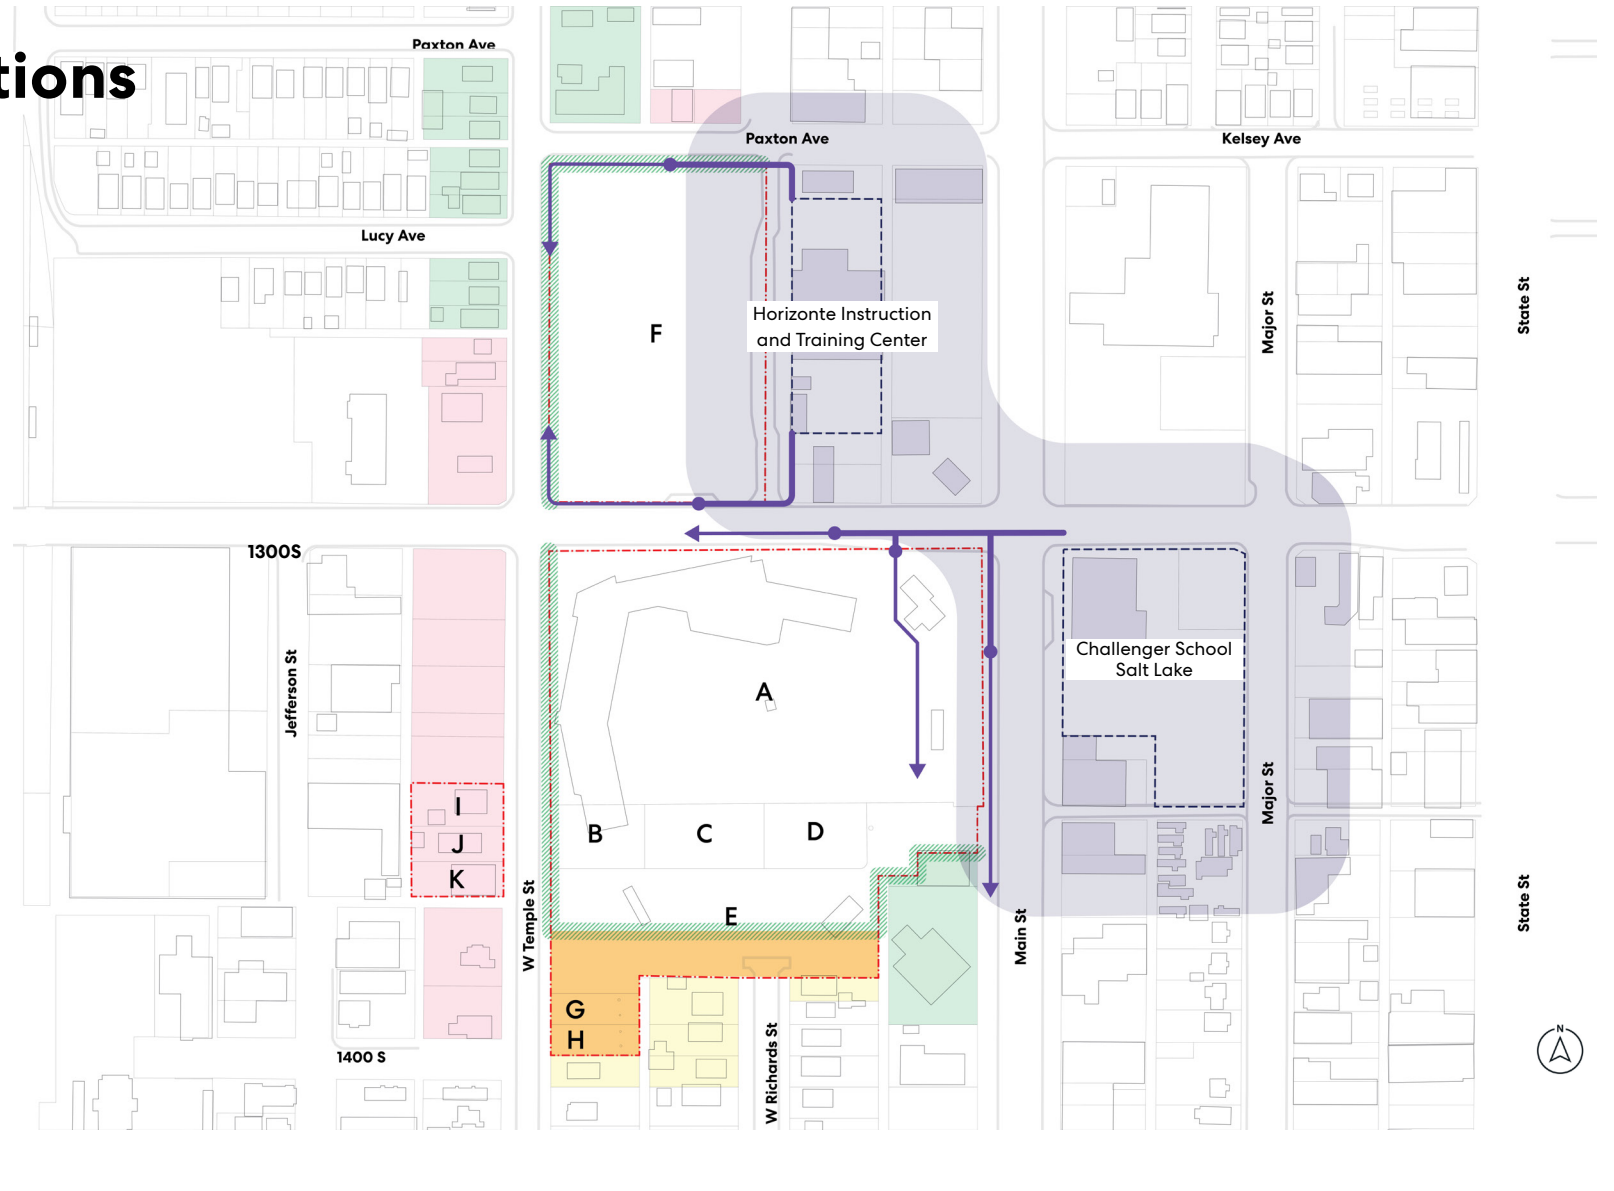 tions
Paxton Ave
Paxton Ave
Kelsey Ave
Lucy Ave
F
Horizonte Instruction
and Training Center
Major St
State St
1300S
Jefferson St
A
Challenger School
Salt Lake
Major St
I
J
K
B
C
D
E
W Temple St
Main St
State St
G
H
W Richards St
1400 S
N